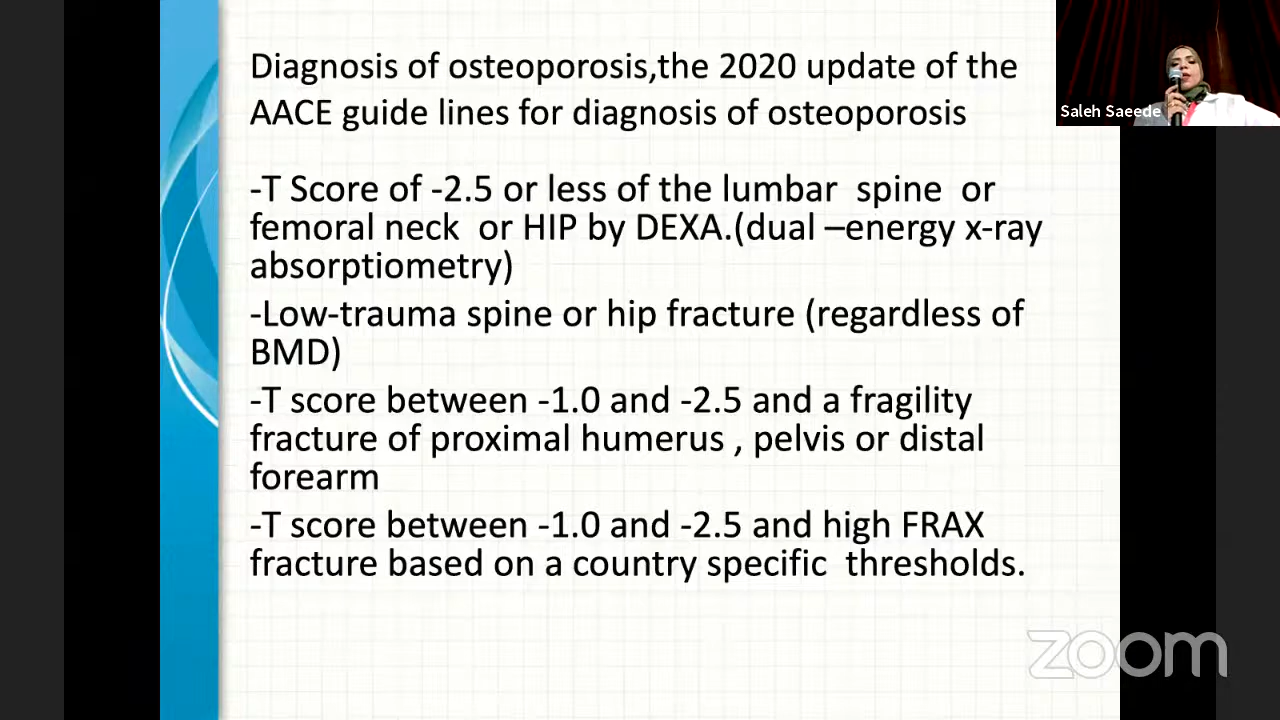 Diagnosis of osteoporosis,the 2020 update of the
AACE guide lines for diagnosis of osteoporosis
-T Score of -2.5 or less of the lumbar spine or
femoral neck or HIP by DEXA.(dual –energy x-ray
absorptiometry)
-Low-trauma spine or hip fracture (regardless of
BMD)
-T score between -1.0 and -2.5 and a fragility
fracture of proximal humerus , pelvis or distal
forearm
-T score between -1.0 and -2.5 and high FRAX
fracture based on a country specific thresholds.
Saleh Saeede
zoom